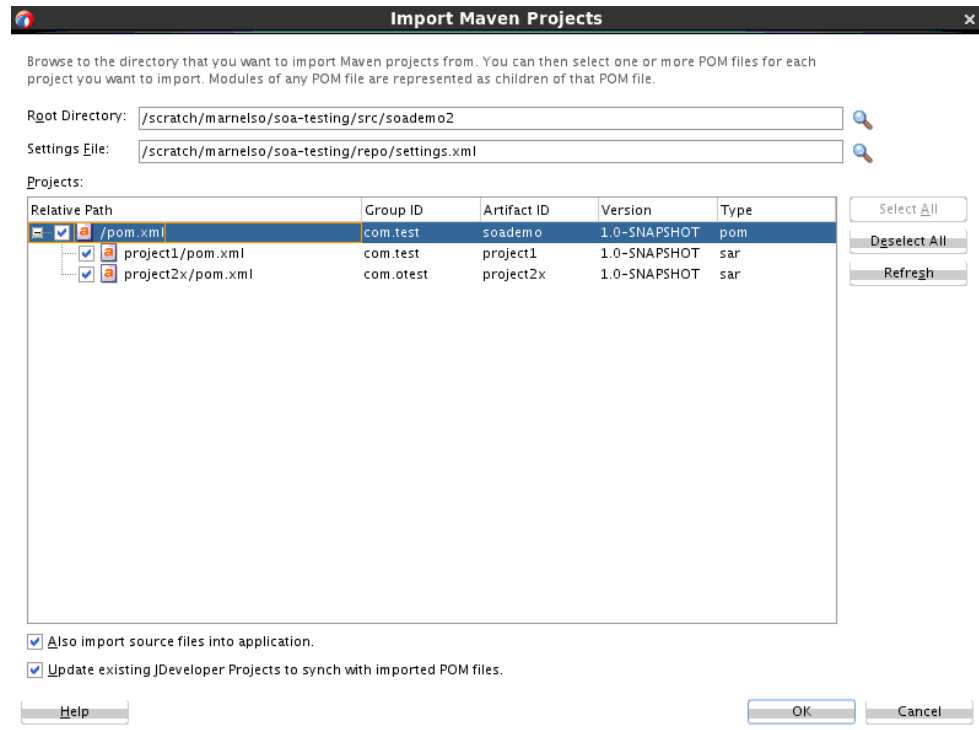 Import Maven Projects
Browse to the directory that you want to import Maven projects from. You can then select one or more POM files for each
project you want to import. Modules of any POM file are represented as children of that POM file.
Root Directory: /scratch/marnelso/soa-testing/src/soademo2
Settings File: /scratch/marnelso/soa-testing/repo/settings.xml
Projects:
Relative Path Group ID Artifact ID Version Type Select All
/pom.xml com.test soademo 1.0-SNAPSHOT pom Deselect All
project1/pom.xml com.test project1 1.0-SNAPSHOT sar
project2x/pom.xml com.otest project2x 1.0-SNAPSHOT sar Refresh
Also import source files into application.
Update existing JDeveloper Projects to synch with imported POM files.
Help OK Cancel